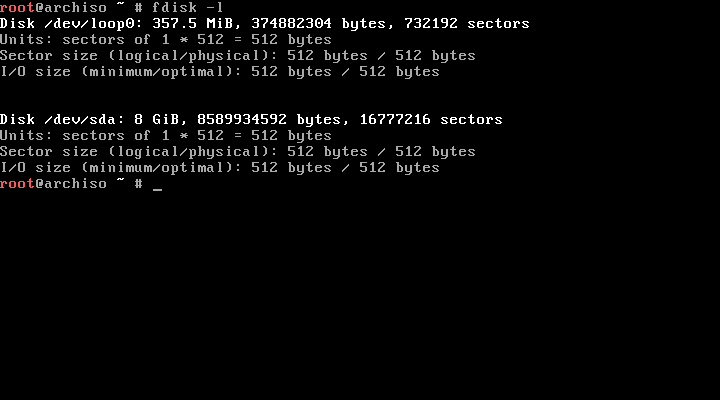 root@archiso ~ # fdisk -l
Disk /dev/loop0: 357.5 MiB, 374882304 bytes, 732192 sectors
Units: sectors of 1 * 512 = 512 bytes
Sector size (logical/physical): 512 bytes / 512 bytes
I/O size (minimum/optimal): 512 bytes / 512 bytes
Disk /dev/sda: 8 GiB, 8589934592 bytes, 16777216 sectors
Units: sectors of 1 * 512 = 512 bytes
Sector size (logical/physical): 512 bytes / 512 bytes
I/O size (minimum/optimal): 512 bytes / 512 bytes
root@archiso ~ # _